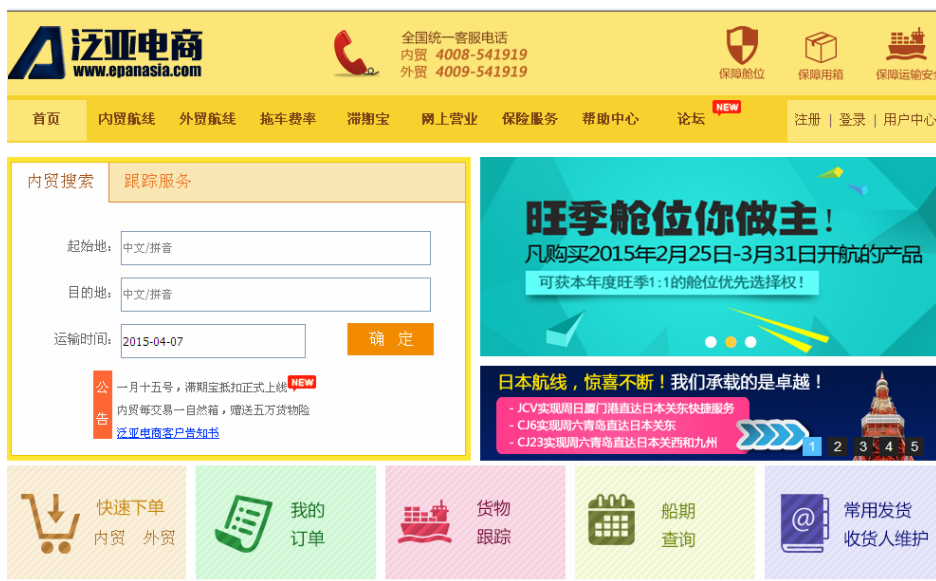 泛亚电商
www.epanasia.com
全国统一客服电话
内贸 4008-541919
外贸 4009-541919
保障舱位
保障用箱
保障运输安全
首页 内贸航线 外贸航线 拖车费率 滞期宝 网上营业 保险服务 帮助中心 论坛 NEW 注册 | 登录 | 用户中心
内贸搜索 跟踪服务
起始地: 中文/拼音
目的地: 中文/拼音
运输时间: 2015-04-07 确 定
公告
一月十五号，滞期宝抵扣正式上线 NEW
内贸每交易一自然箱，赠送五万货物险
泛亚电商客户告知书
旺季舱位你做主!
凡购买2015年2月25日-3月31日开航的产品
可获本年度旺季1:1的舱位优先选择权!
日本航线，惊喜不断！我们承载的是卓越！
- JCV实现周日厦门港直达日本关东快捷服务
- CJ6实现周六青岛直达日本关东
- CJ23实现周六青岛直达日本关西和九州
1 2 3 4 5
快速下单
内贸 外贸
我的
订单
货物
跟踪
船期
查询
@
常用发货
收货人维护